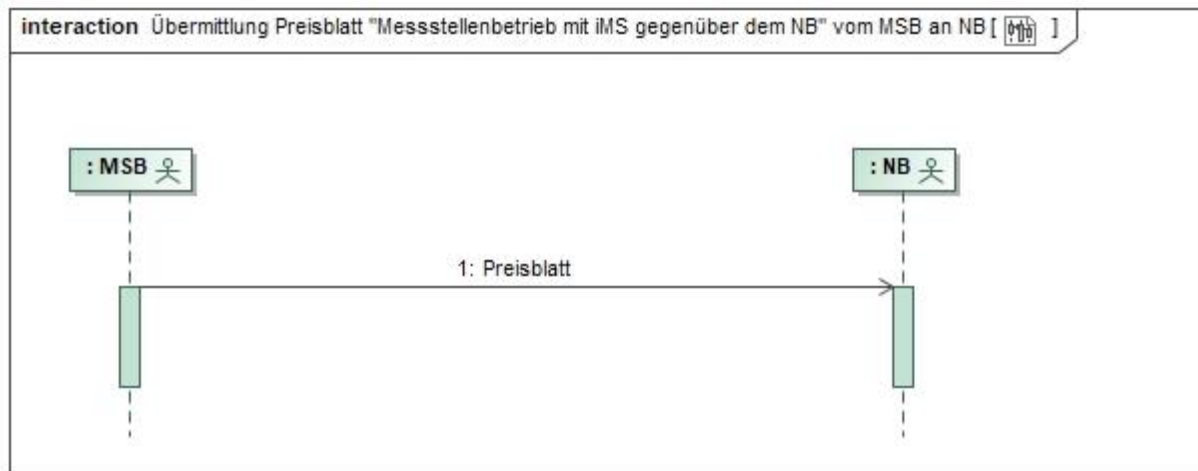 interaction Übermittlung Preisblatt "Messstellenbetrieb mit iMS gegenüber dem NB" vom MSB an NB [ ]
: MSB
: NB
1: Preisblatt